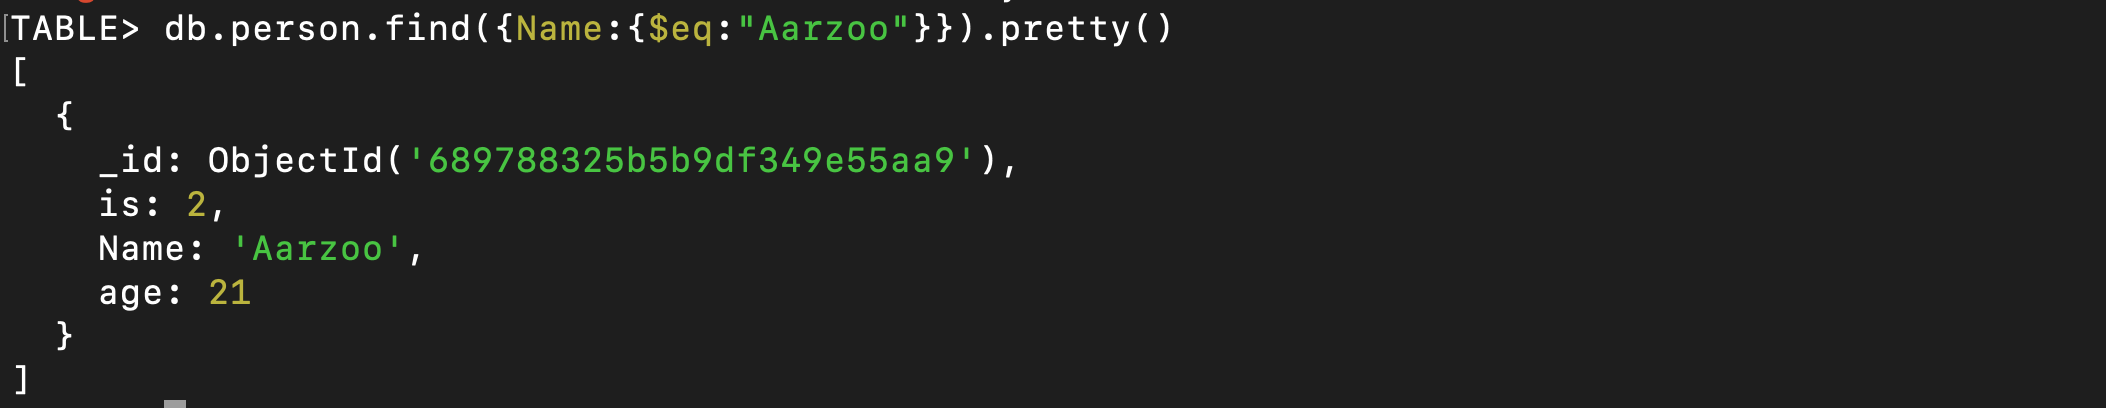 [TABLE> db.person.find({Name:{$eq:"Aarzoo"}}).pretty()
[
  {
    _id: ObjectId('689788325b5b9df349e55aa9'),
    is: 2,
    Name: 'Aarzoo',
    age: 21
  }
]